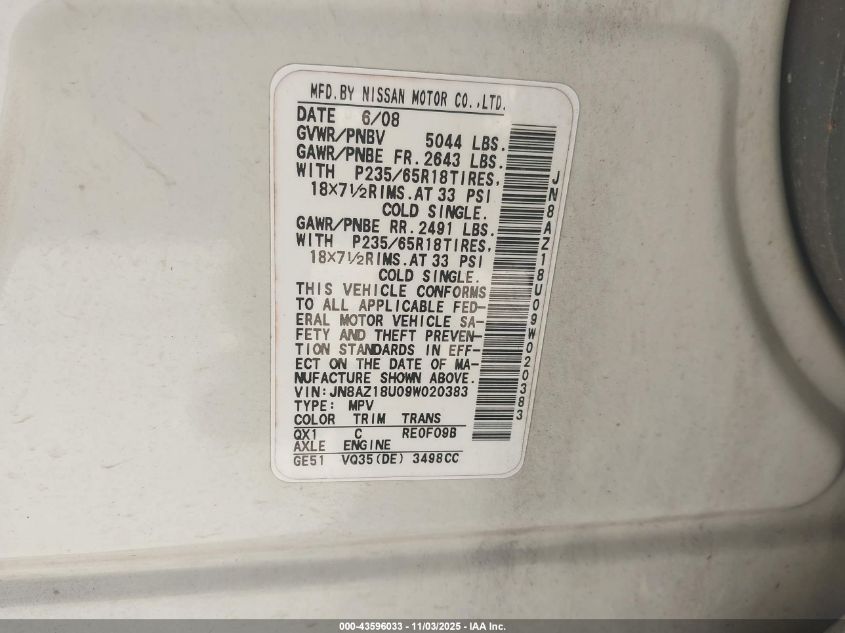 MFD.BY NISSAN MOTOR CO.,LTD.
DATE 6/08
GVWR/PNBV 5044 LBS.
GAWR/PNBE FR. 2643 LBS.
WITH P235/65R18TIRES,
18×7½RIMS.AT 33 PSI
COLD SINGLE.
GAWR/PNBE RR. 2491 LBS.
WITH P235/65R18TIRES,
18×7½RIMS.AT 33 PSI
COLD SINGLE.
THIS VEHICLE CONFORMS
TO ALL APPLICABLE FED-
ERAL MOTOR VEHICLE SA-
FETY AND THEFT PREVEN-
TION STANDARDS IN EFF-
ECT ON THE DATE OF MA-
NUFACTURE SHOWN ABOVE.
VIN:JN8AZ18U09W020383
TYPE: MPV
COLOR TRIM TRANS
QX1 C RE0F09B
AXLE ENGINE
GE51 VQ35(DE) 3498CC
JN8AZ18U09W020383
000-43596033 - 11/03/2025 - IAA Inc.